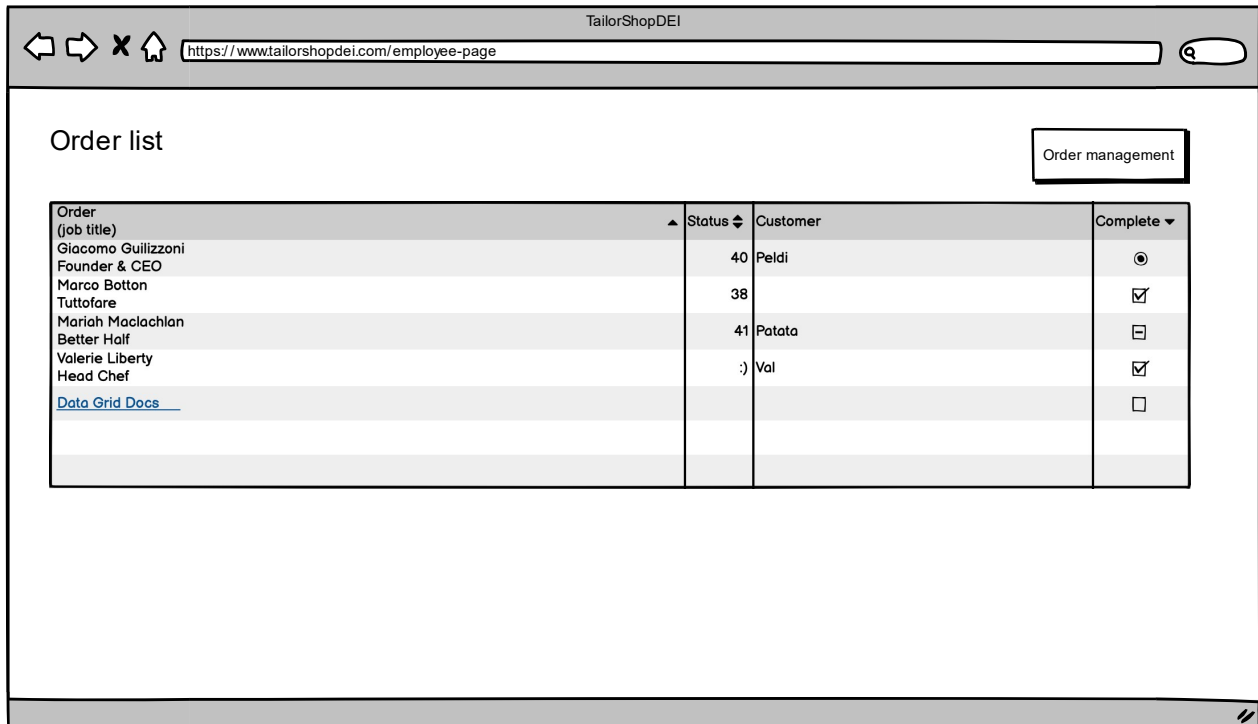 TailorShopDEI
https://www.tailorshopdei.com/employee-page
Order list
Order management
Order
(job title)
Status
Customer
Complete
Giacomo Guilizzoni
Founder & CEO
40
Peldi
Marco Botton
Tuttofare
38
Mariah Maclachlan
Better Half
41
Patata
Valerie Liberty
Head Chef
:)
Val
Data Grid Docs